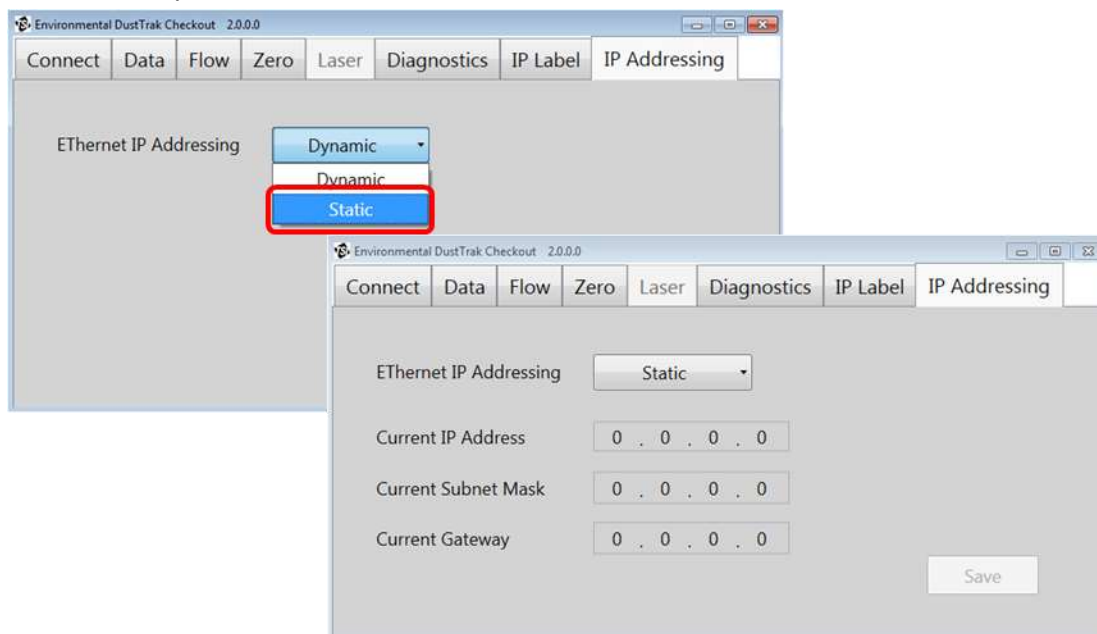 Environmental DustTrak Checkout 2.0.0.0
Connect Data Flow Zero Laser Diagnostics IP Label IP Addressing
EThernet IP Addressing Dynamic
Dynamic
Static
Environmental DustTrak Checkout 2.0.0.0
Connect Data Flow Zero Laser Diagnostics IP Label IP Addressing
EThernet IP Addressing Static
Current IP Address 0 . 0 . 0 . 0
Current Subnet Mask 0 . 0 . 0 . 0
Current Gateway 0 . 0 . 0 . 0
Save